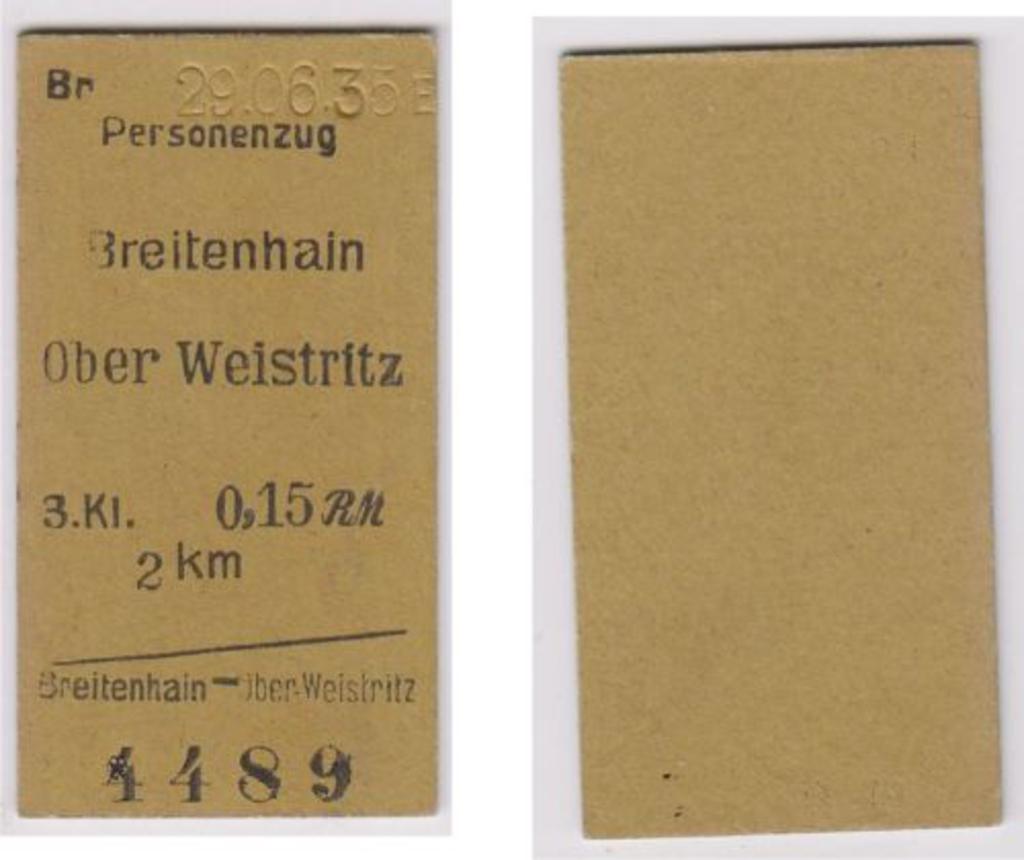 Br 29.06.35 E
Personenzug
Breitenhain
Ober Weistritz
3.Kl. 0,15 RM
2 km
Breitenhain - Ober-Weistritz
4489